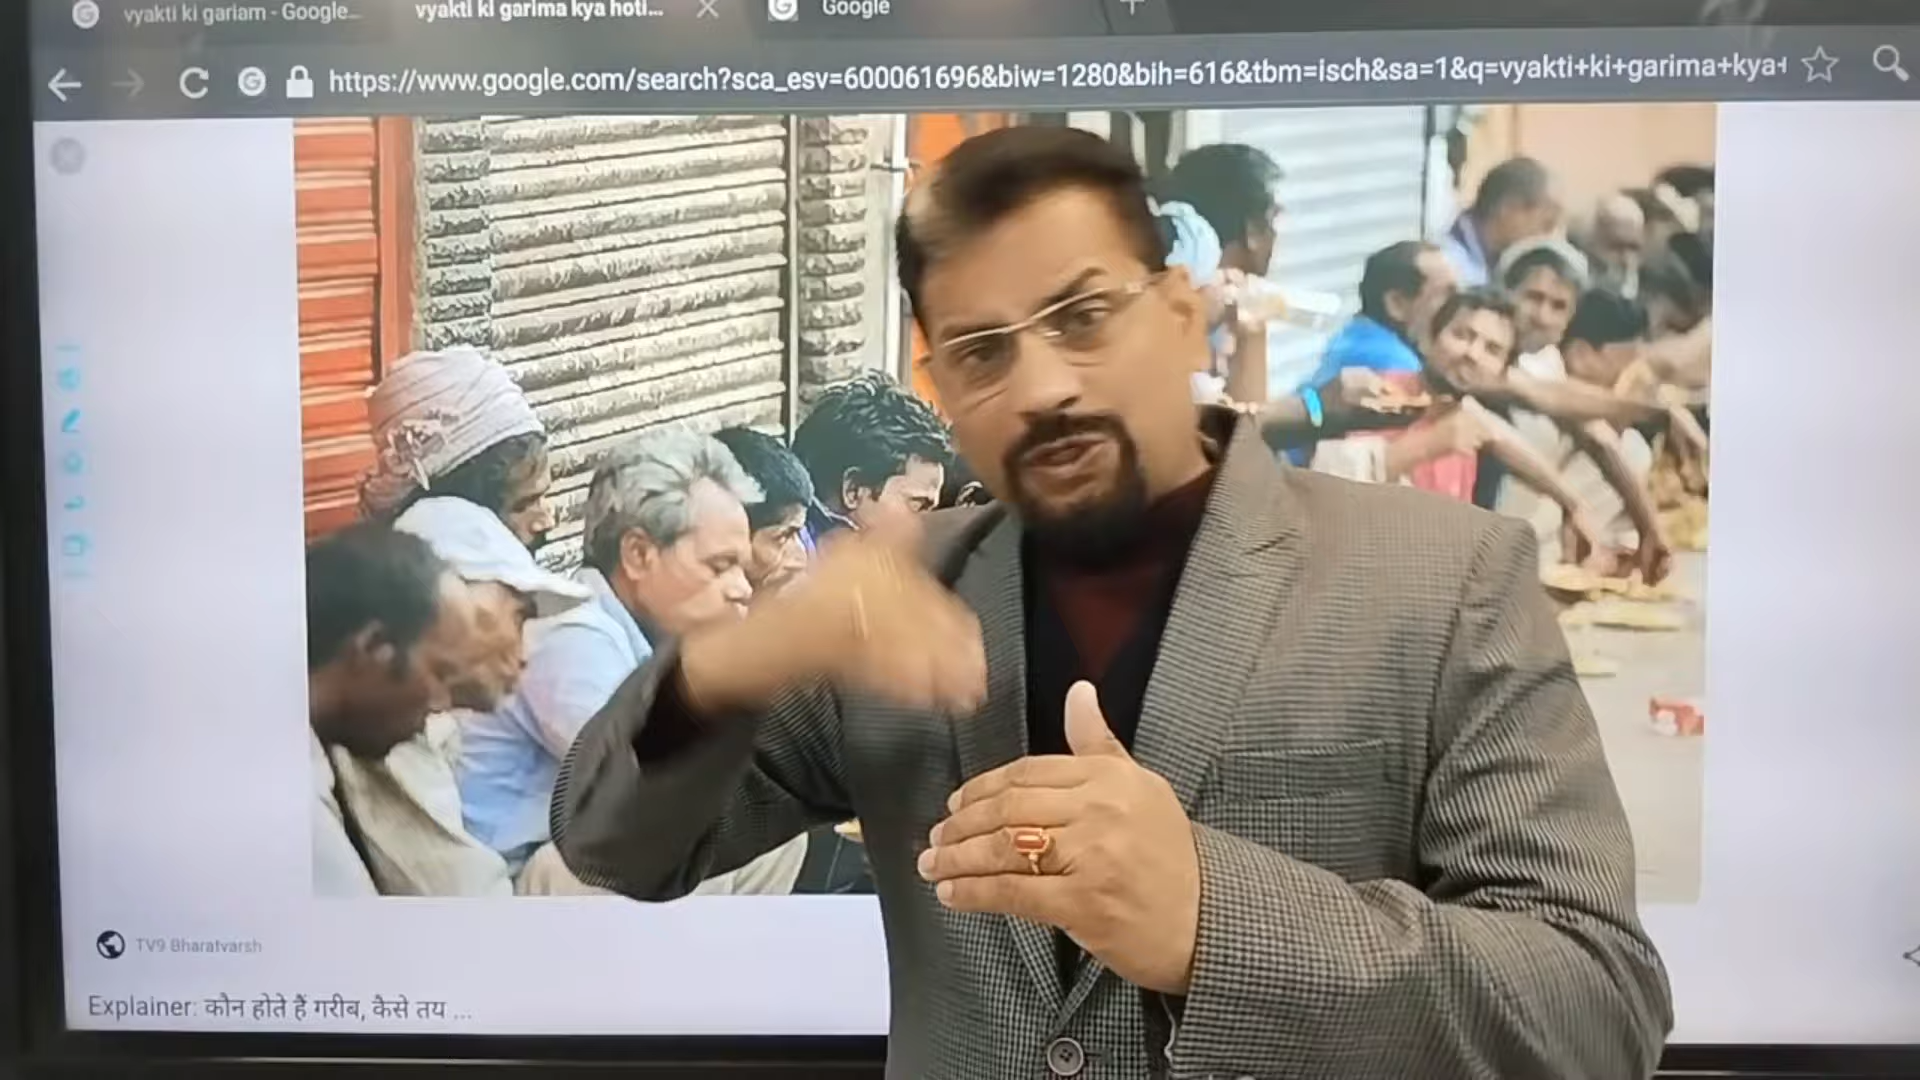 vyakti ki gariam - Google...
vyakti ki garima kya hoti...
Google
https://www.google.com/search?sca_esv=600061696&biw=1280&bih=616&tbm=isch&sa=1&q=vyakti+ki+garima+kya+
TV9 Bharatvarsh
Explainer: कौन होते हैं गरीब, कैसे तय ...